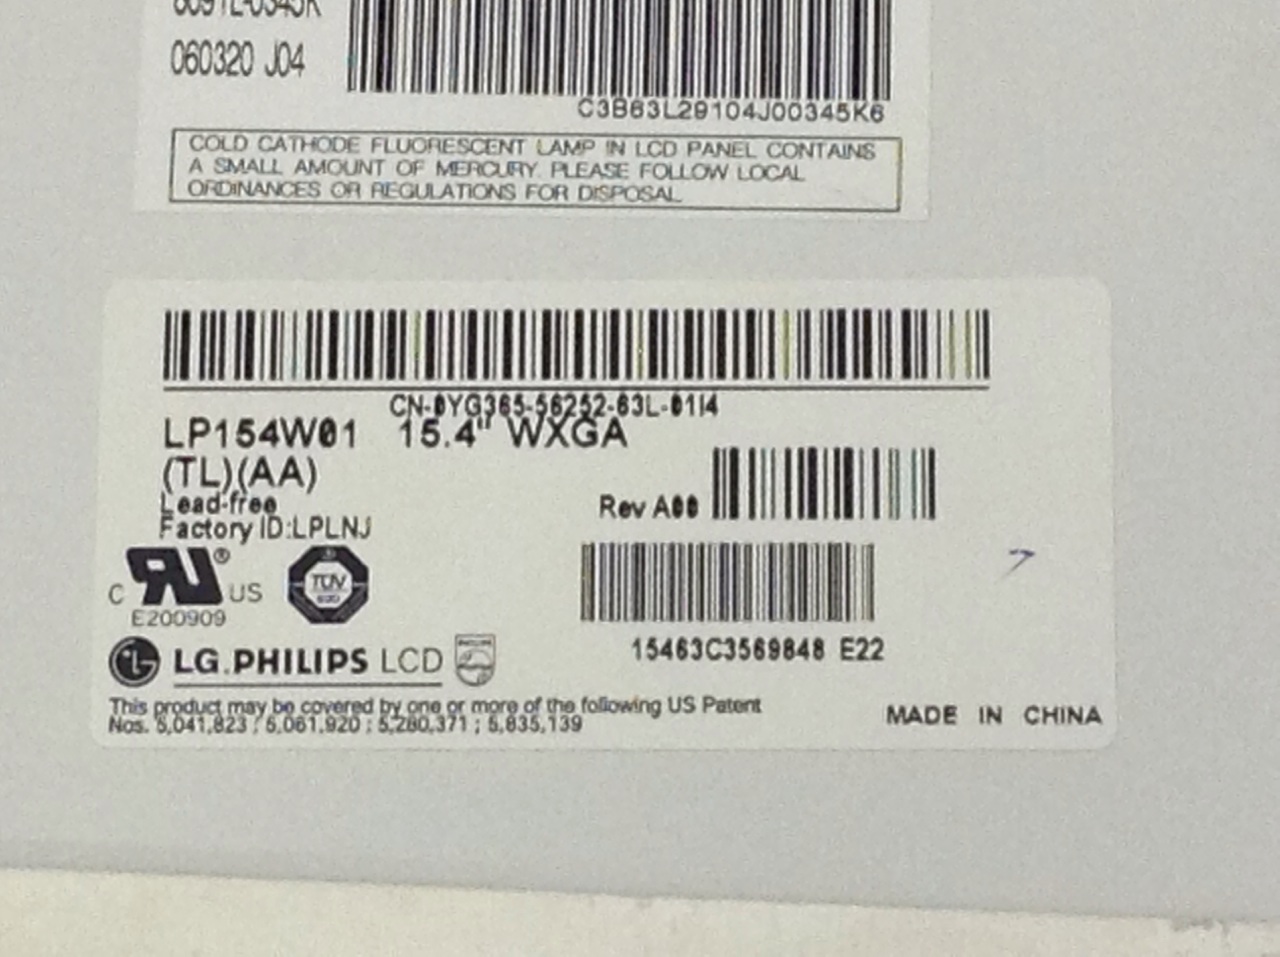 060320 J04
C3B63L29104J00345K6
COLD CATHODE FLUORESCENT LAMP IN LCD PANEL CONTAINS
A SMALL AMOUNT OF MERCURY. PLEASE FOLLOW LOCAL
ORDINANCES OR REGULATIONS FOR DISPOSAL
CN-0YG365-56252-63L-01I4
LP154W01 15.4" WXGA
(TL)(AA)
Lead-free
Rev A00
Factory ID:LPLNJ
C RU ® US
TÜV
E200909
15463C3569848 E22
LG.PHILIPS LCD
PHILIPS
This product may be covered by one or more of the following US Patent
Nos. 5,041,823 ; 5,061,920 ; 5,280,371 ; 5,835,139
MADE IN CHINA